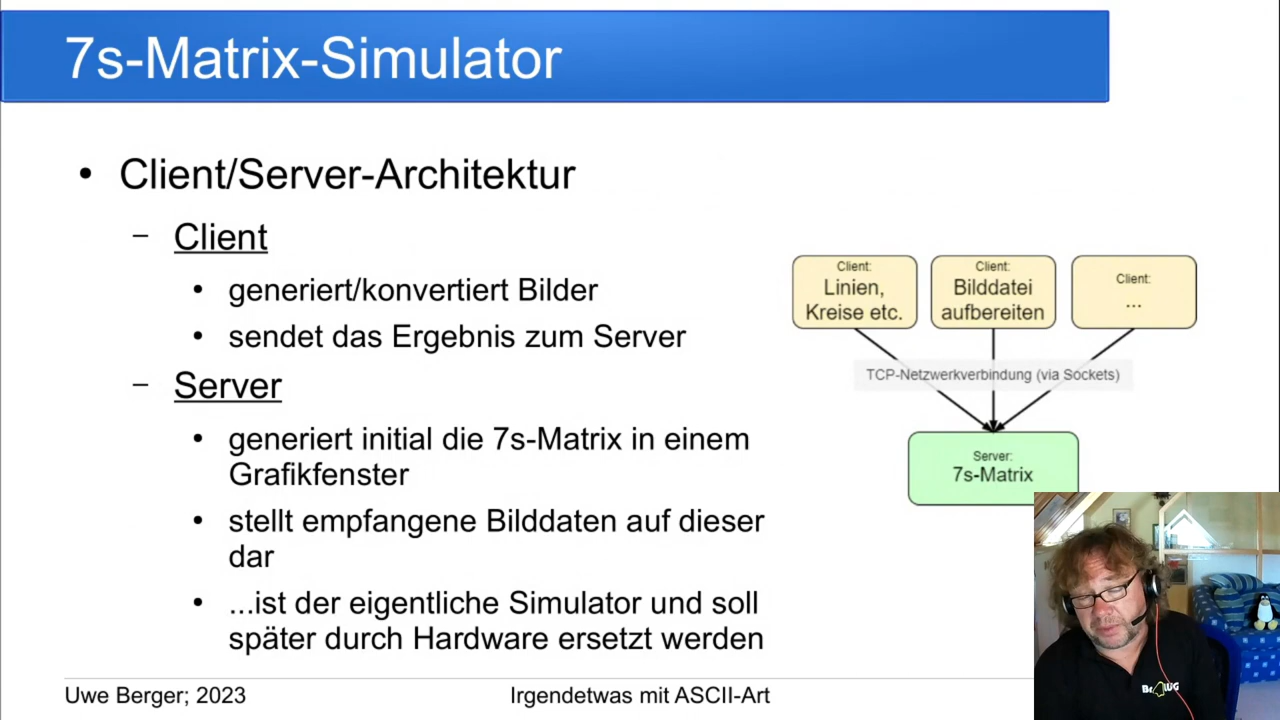 7s-Matrix-Simulator
• Client/Server-Architektur
– Client
• generiert/konvertiert Bilder
• sendet das Ergebnis zum Server
– Server
• generiert initial die 7s-Matrix in einem
Grafikfenster
• stellt empfangene Bilddaten auf dieser
dar
• ...ist der eigentliche Simulator und soll
später durch Hardware ersetzt werden
Client:
Linien,
Kreise etc.
Client:
Bilddatei
aufbereiten
Client:
...
TCP-Netzwerkverbindung (via Sockets)
Server:
7s-Matrix
Uwe Berger; 2023
Irgendetwas mit ASCII-Art